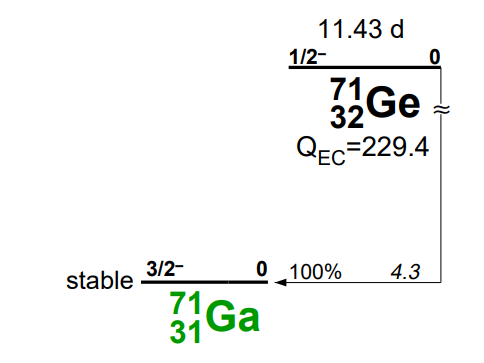 11.43 d
1/2– 0
71
32Ge
≈
QEC=229.4
stable 3/2– 0 100% 4.3
71
31Ga